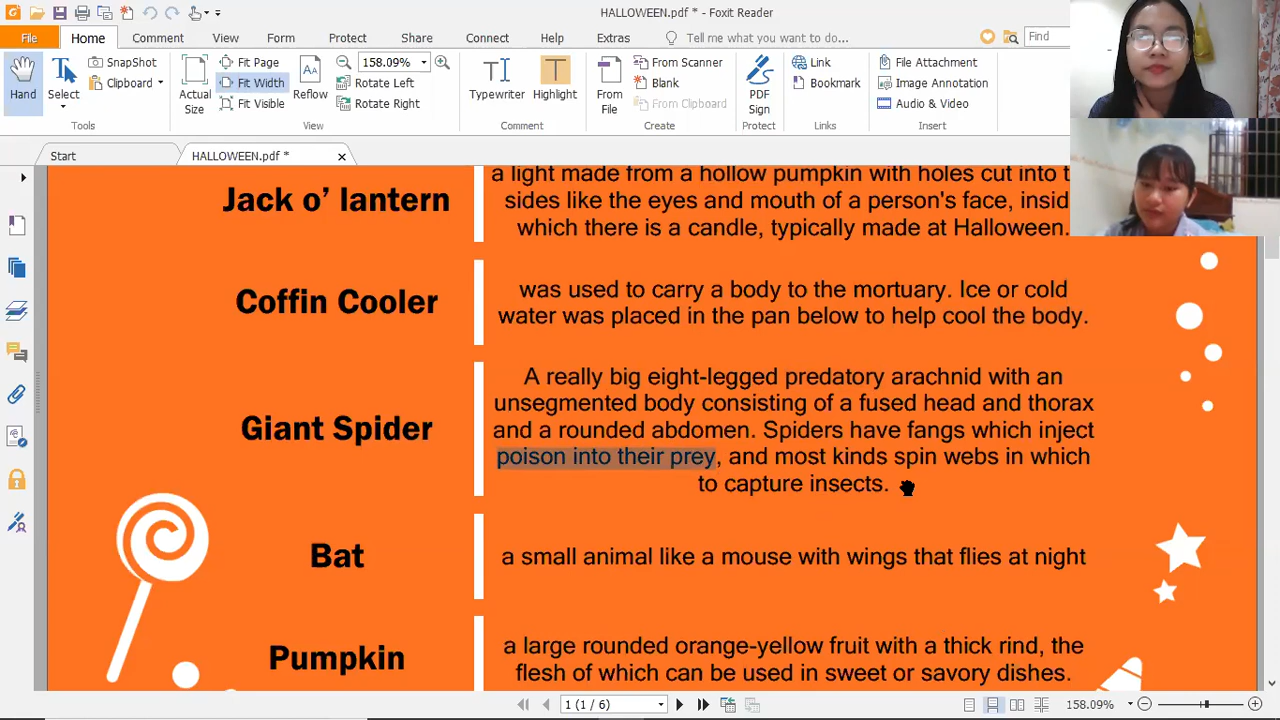 HALLOWEEN.pdf * - Foxit Reader
File Home Comment View Form Protect Share Connect Help Extras Tell me what you want to do... Find
Hand
Select
SnapShot
Clipboard
Actual Size
Fit Page
Fit Width
Fit Visible
Reflow
158.09%
Rotate Left
Rotate Right
Typewriter
Highlight
From File
From Scanner
Blank
From Clipboard
PDF Sign
Link
Bookmark
File Attachment
Image Annotation
Audio & Video
Tools View Comment Create Protect Links Insert
Start HALLOWEEN.pdf *
Jack o' lantern
a light made from a hollow pumpkin with holes cut into t
sides like the eyes and mouth of a person's face, insid
which there is a candle, typically made at Halloween.
Coffin Cooler
was used to carry a body to the mortuary. Ice or cold
water was placed in the pan below to help cool the body.
Giant Spider
A really big eight-legged predatory arachnid with an
unsegmented body consisting of a fused head and thorax
and a rounded abdomen. Spiders have fangs which inject
poison into their prey, and most kinds spin webs in which
to capture insects.
Bat
a small animal like a mouse with wings that flies at night
Pumpkin
a large rounded orange-yellow fruit with a thick rind, the
flesh of which can be used in sweet or savory dishes.
1 (1 / 6) 158.09%